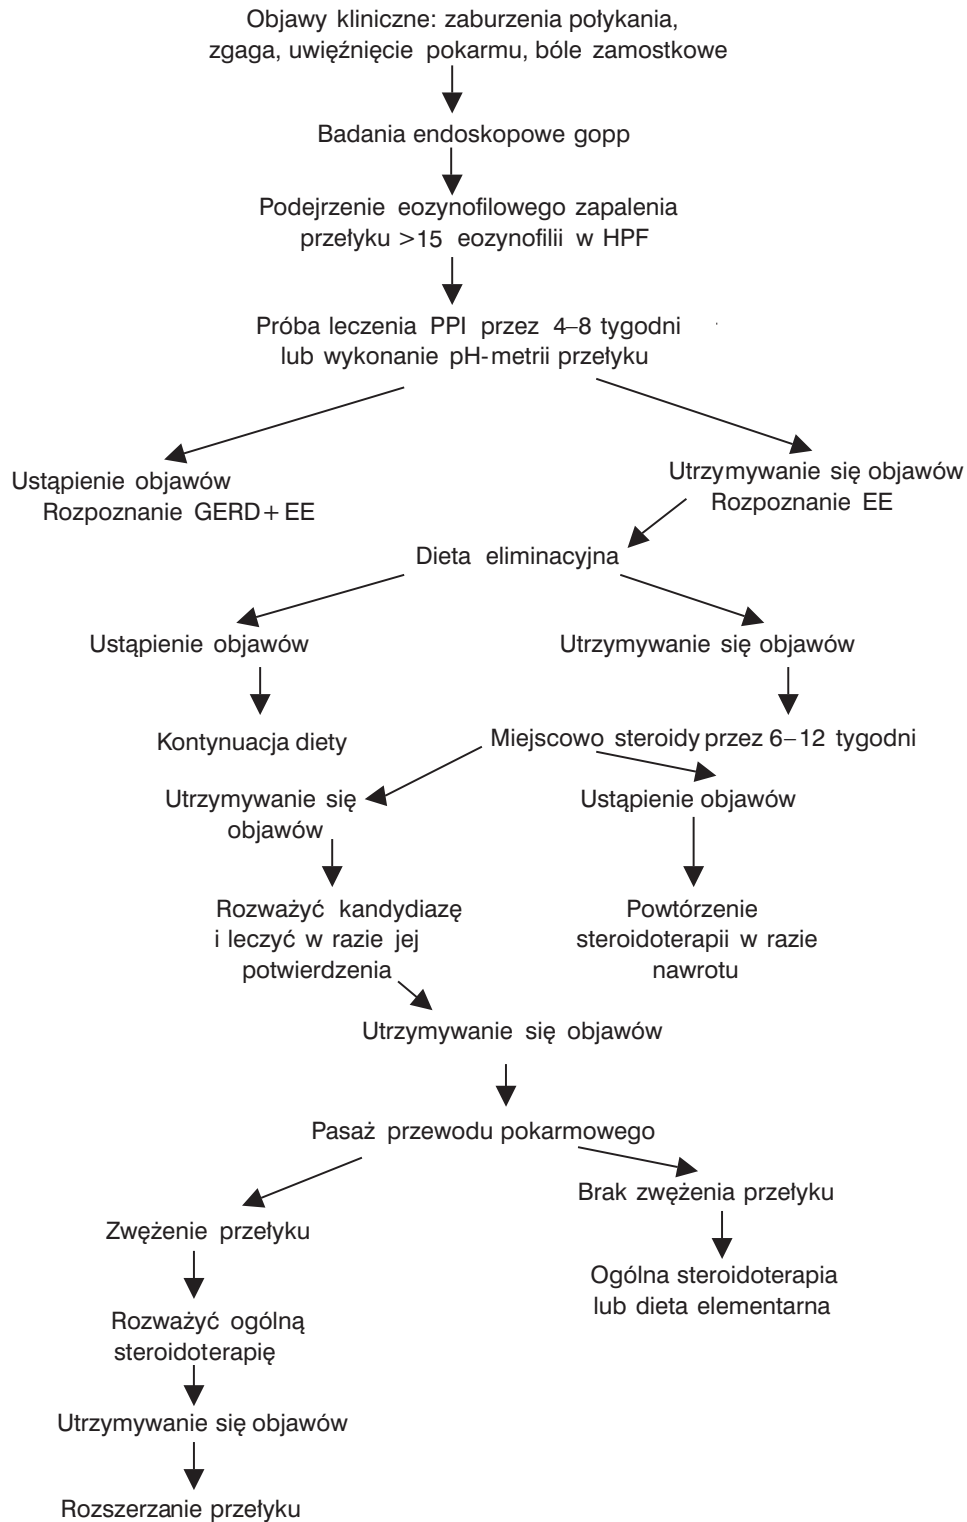 Objawy kliniczne: zaburzenia połykania,
zgaga, uwięźnięcie pokarmu, bóle zamostkowe
Badania endoskopowe gopp
Podejrzenie eozynofilowego zapalenia
przełyku >15 eozynofilii w HPF
Próba leczenia PPI przez 4–8 tygodni
lub wykonanie pH-metrii przełyku
Ustąpienie objawów
Rozpoznanie GERD+EE
Utrzymywanie się objawów
Rozpoznanie EE
Dieta eliminacyjna
Ustąpienie objawów
Utrzymywanie się objawów
Kontynuacja diety
Miejscowo steroidy przez 6–12 tygodni
Utrzymywanie się
objawów
Ustąpienie objawów
Rozważyć kandydiazę
i leczyć w razie jej
potwierdzenia
Powtórzenie
steroidoterapii w razie
nawrotu
Utrzymywanie się objawów
Pasaż przewodu pokarmowego
Brak zwężenia przełyku
Zwężenie przełyku
Ogólna steroidoterapia
lub dieta elementarna
Rozważyć ogólną
steroidoterapię
Utrzymywanie się objawów
Rozszerzanie przełyku